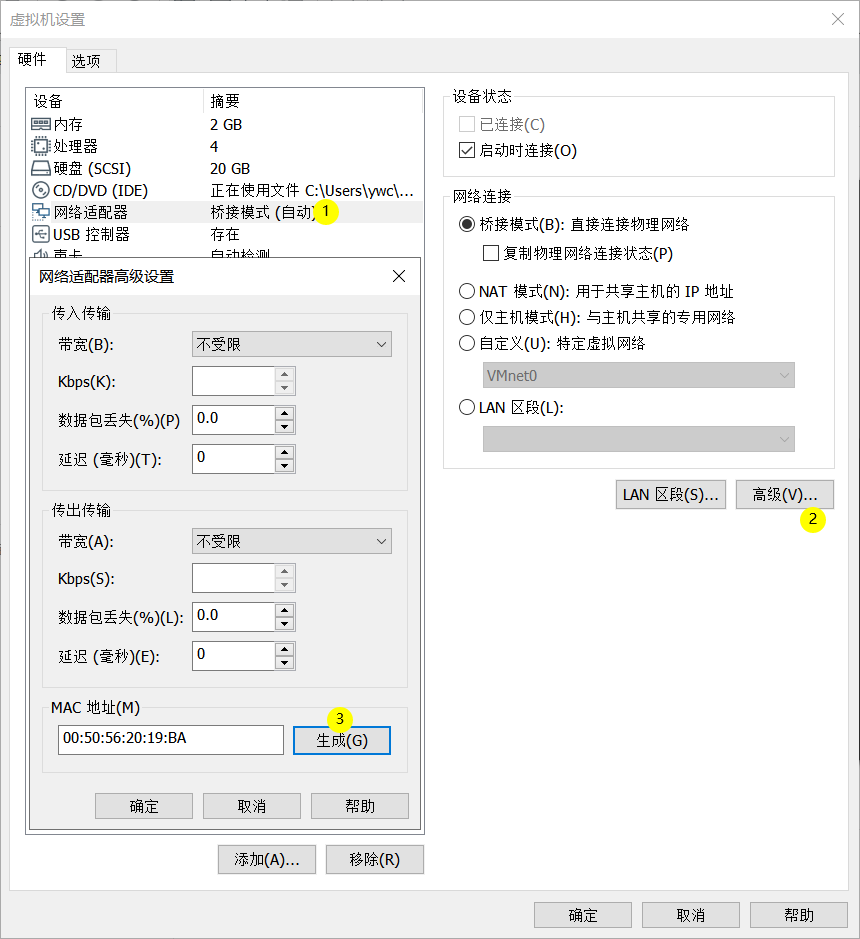 虚拟机设置
硬件 选项
设备 摘要
内存 2 GB
处理器 4
硬盘 (SCSI) 20 GB
CD/DVD (IDE) 正在使用文件 C:\Users\ywc\...
网络适配器 桥接模式 (自动) 1
USB 控制器 存在
声卡 自动检测
网络适配器高级设置
传入传输
带宽(B): 不受限
Kbps(K):
数据包丢失(%)(P) 0.0
延迟 (毫秒)(T): 0
传出传输
带宽(A): 不受限
Kbps(S):
数据包丢失(%)(L): 0.0
延迟 (毫秒)(E): 0
MAC 地址(M)
3
00:50:56:20:19:BA 生成(G)
确定 取消 帮助
添加(A)... 移除(R)
设备状态
已连接(C)
启动时连接(O)
网络连接
桥接模式(B): 直接连接物理网络
复制物理网络连接状态(P)
NAT 模式(N): 用于共享主机的 IP 地址
仅主机模式(H): 与主机共享的专用网络
自定义(U): 特定虚拟网络
VMnet0
LAN 区段(L):
LAN 区段(S)... 高级(V)...
2
确定 取消 帮助